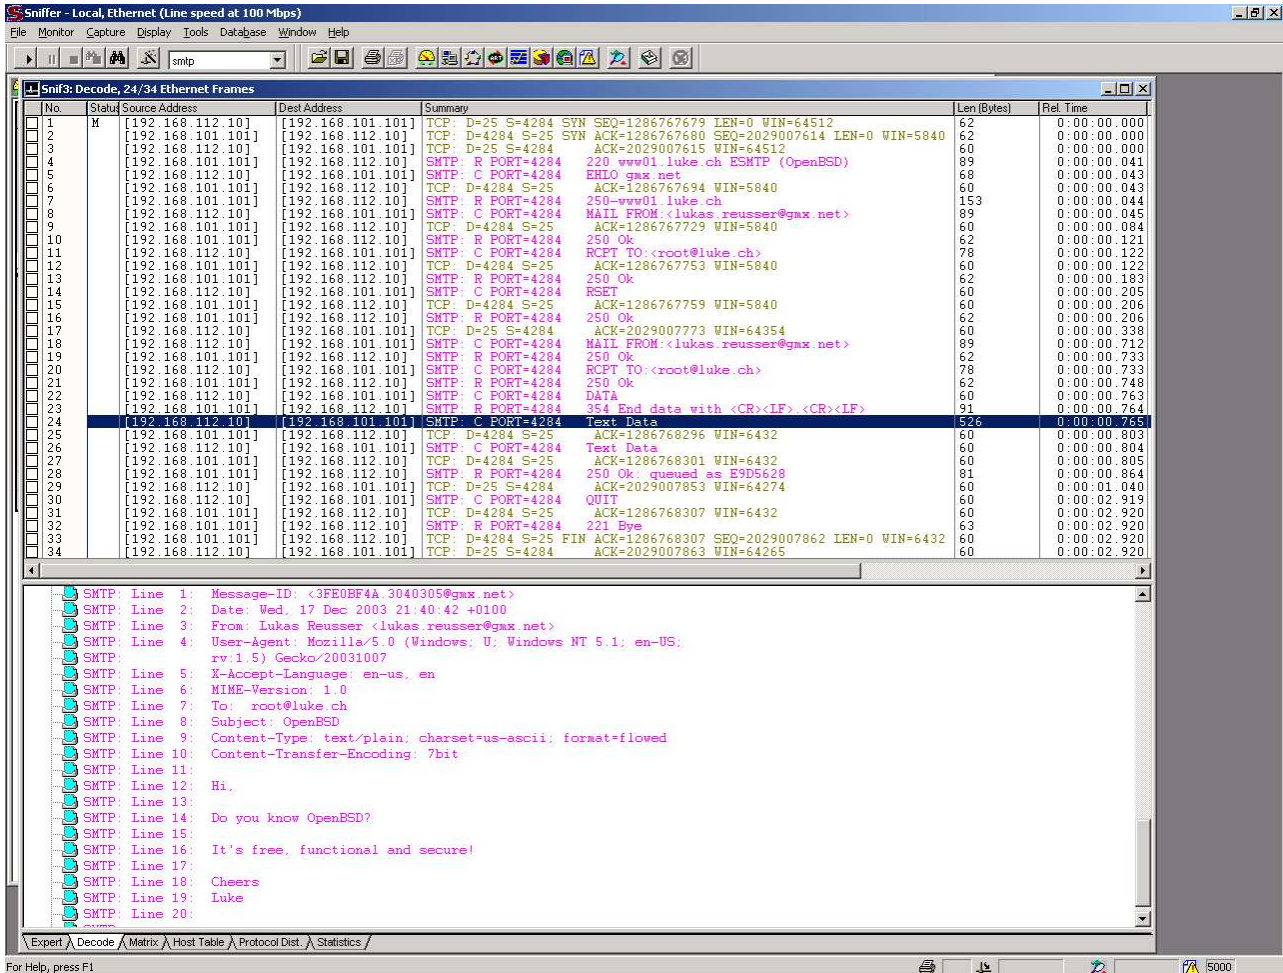 Sniffer - Local, Ethernet (Line speed at 100 Mbps)
File Monitor Capture Display Tools Database Window Help
smtp
Snif3: Decode, 24/34 Ethernet Frames
No. Status Source Address Dest Address Summary Len (Bytes) Rel. Time
1 M [192.168.112.10] [192.168.101.101] TCP: D=25 S=4284 SYN SEQ=1286767679 LEN=0 WIN=64512 62 0:00:00.000
2 [192.168.101.101] [192.168.112.10] TCP: D=4284 S=25 SYN ACK=1286767680 SEQ=2029007614 LEN=0 WIN=5840 62 0:00:00.000
3 [192.168.112.10] [192.168.101.101] TCP: D=25 S=4284 ACK=2029007615 WIN=64512 60 0:00:00.000
4 [192.168.101.101] [192.168.112.10] SMTP: R PORT=4284 220 www01.luke.ch ESMTP (OpenBSD) 89 0:00:00.041
5 [192.168.112.10] [192.168.101.101] SMTP: C PORT=4284 EHLO gmx.net 68 0:00:00.043
6 [192.168.101.101] [192.168.112.10] TCP: D=4284 S=25 ACK=1286767694 WIN=5840 60 0:00:00.043
7 [192.168.101.101] [192.168.112.10] SMTP: R PORT=4284 250-www01.luke.ch 153 0:00:00.044
8 [192.168.112.10] [192.168.101.101] SMTP: C PORT=4284 MAIL FROM:<lukas.reusser@gmx.net> 89 0:00:00.045
9 [192.168.101.101] [192.168.112.10] TCP: D=4284 S=25 ACK=1286767729 WIN=5840 60 0:00:00.084
10 [192.168.101.101] [192.168.112.10] SMTP: R PORT=4284 250 Ok 62 0:00:00.121
11 [192.168.112.10] [192.168.101.101] SMTP: C PORT=4284 RCPT TO:<root@luke.ch> 78 0:00:00.122
12 [192.168.101.101] [192.168.112.10] TCP: D=4284 S=25 ACK=1286767753 WIN=5840 60 0:00:00.122
13 [192.168.101.101] [192.168.112.10] SMTP: R PORT=4284 250 Ok 62 0:00:00.183
14 [192.168.112.10] [192.168.101.101] SMTP: C PORT=4284 RSET 60 0:00:00.205
15 [192.168.101.101] [192.168.112.10] TCP: D=4284 S=25 ACK=1286767759 WIN=5840 60 0:00:00.206
16 [192.168.101.101] [192.168.112.10] SMTP: R PORT=4284 250 Ok 62 0:00:00.206
17 [192.168.112.10] [192.168.101.101] TCP: D=25 S=4284 ACK=2029007773 WIN=64354 60 0:00:00.338
18 [192.168.112.10] [192.168.101.101] SMTP: C PORT=4284 MAIL FROM:<lukas.reusser@gmx.net> 89 0:00:00.712
19 [192.168.101.101] [192.168.112.10] SMTP: R PORT=4284 250 Ok 62 0:00:00.733
20 [192.168.112.10] [192.168.101.101] SMTP: C PORT=4284 RCPT TO:<root@luke.ch> 78 0:00:00.733
21 [192.168.101.101] [192.168.112.10] SMTP: R PORT=4284 250 Ok 62 0:00:00.748
22 [192.168.112.10] [192.168.101.101] SMTP: C PORT=4284 DATA 60 0:00:00.763
23 [192.168.101.101] [192.168.112.10] SMTP: R PORT=4284 354 End data with <CR><LF>.<CR><LF> 91 0:00:00.764
24 [192.168.112.10] [192.168.101.101] SMTP: C PORT=4284 Text Data 526 0:00:00.765
25 [192.168.101.101] [192.168.112.10] TCP: D=4284 S=25 ACK=1286768296 WIN=6432 60 0:00:00.803
26 [192.168.112.10] [192.168.101.101] SMTP: C PORT=4284 Text Data 60 0:00:00.804
27 [192.168.101.101] [192.168.112.10] TCP: D=4284 S=25 ACK=1286768301 WIN=6432 60 0:00:00.805
28 [192.168.101.101] [192.168.112.10] SMTP: R PORT=4284 250 Ok: queued as E9D5628 81 0:00:00.864
29 [192.168.112.10] [192.168.101.101] TCP: D=25 S=4284 ACK=2029007853 WIN=64274 60 0:00:01.040
30 [192.168.112.10] [192.168.101.101] SMTP: C PORT=4284 QUIT 60 0:00:02.919
31 [192.168.101.101] [192.168.112.10] TCP: D=4284 S=25 ACK=1286768307 WIN=6432 60 0:00:02.920
32 [192.168.101.101] [192.168.112.10] SMTP: R PORT=4284 221 Bye 63 0:00:02.920
33 [192.168.101.101] [192.168.112.10] TCP: D=4284 S=25 FIN ACK=1286768307 SEQ=2029007862 LEN=0 WIN=6432 60 0:00:02.920
34 [192.168.112.10] [192.168.101.101] TCP: D=25 S=4284 ACK=2029007863 WIN=64265 60 0:00:02.920
SMTP: Line 1: Message-ID: <3FE0BF4A.3040305@gmx.net>
SMTP: Line 2: Date: Wed, 17 Dec 2003 21:40:42 +0100
SMTP: Line 3: From: Lukas Reusser <lukas.reusser@gmx.net>
SMTP: Line 4: User-Agent: Mozilla/5.0 (Windows; U; Windows NT 5.1; en-US;
SMTP: rv:1.5) Gecko/20031007
SMTP: Line 5: X-Accept-Language: en-us, en
SMTP: Line 6: MIME-Version: 1.0
SMTP: Line 7: To: root@luke.ch
SMTP: Line 8: Subject: OpenBSD
SMTP: Line 9: Content-Type: text/plain; charset=us-ascii; format=flowed
SMTP: Line 10: Content-Transfer-Encoding: 7bit
SMTP: Line 11:
SMTP: Line 12: Hi,
SMTP: Line 13:
SMTP: Line 14: Do you know OpenBSD?
SMTP: Line 15:
SMTP: Line 16: It's free, functional and secure!
SMTP: Line 17:
SMTP: Line 18: Cheers
SMTP: Line 19: Luke
SMTP: Line 20:
Expert Decode Matrix Host Table Protocol Dist. Statistics
For Help, press F1 5000